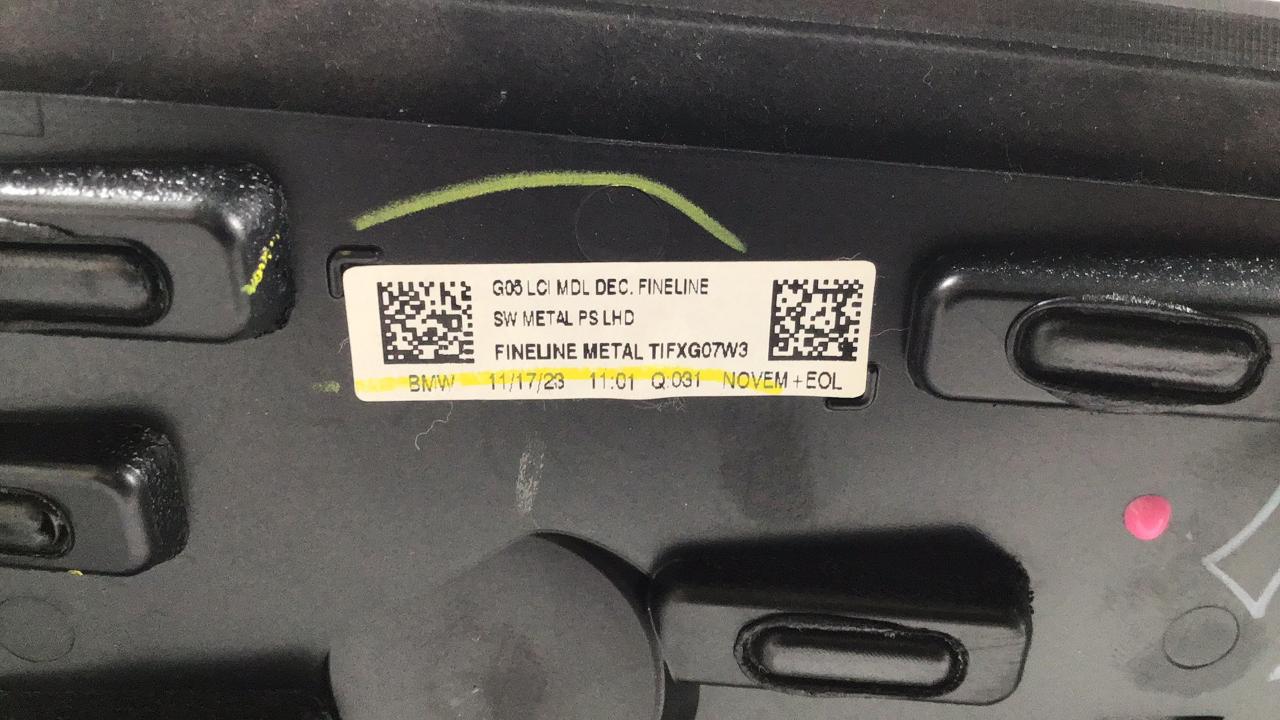 G05 LCI MDL DEC. FINELINE
SW METAL PS LHD
FINELINE METAL TIFXG07W3
BMW 11/17/23 11:01 Q:031 NOVEM+EOL